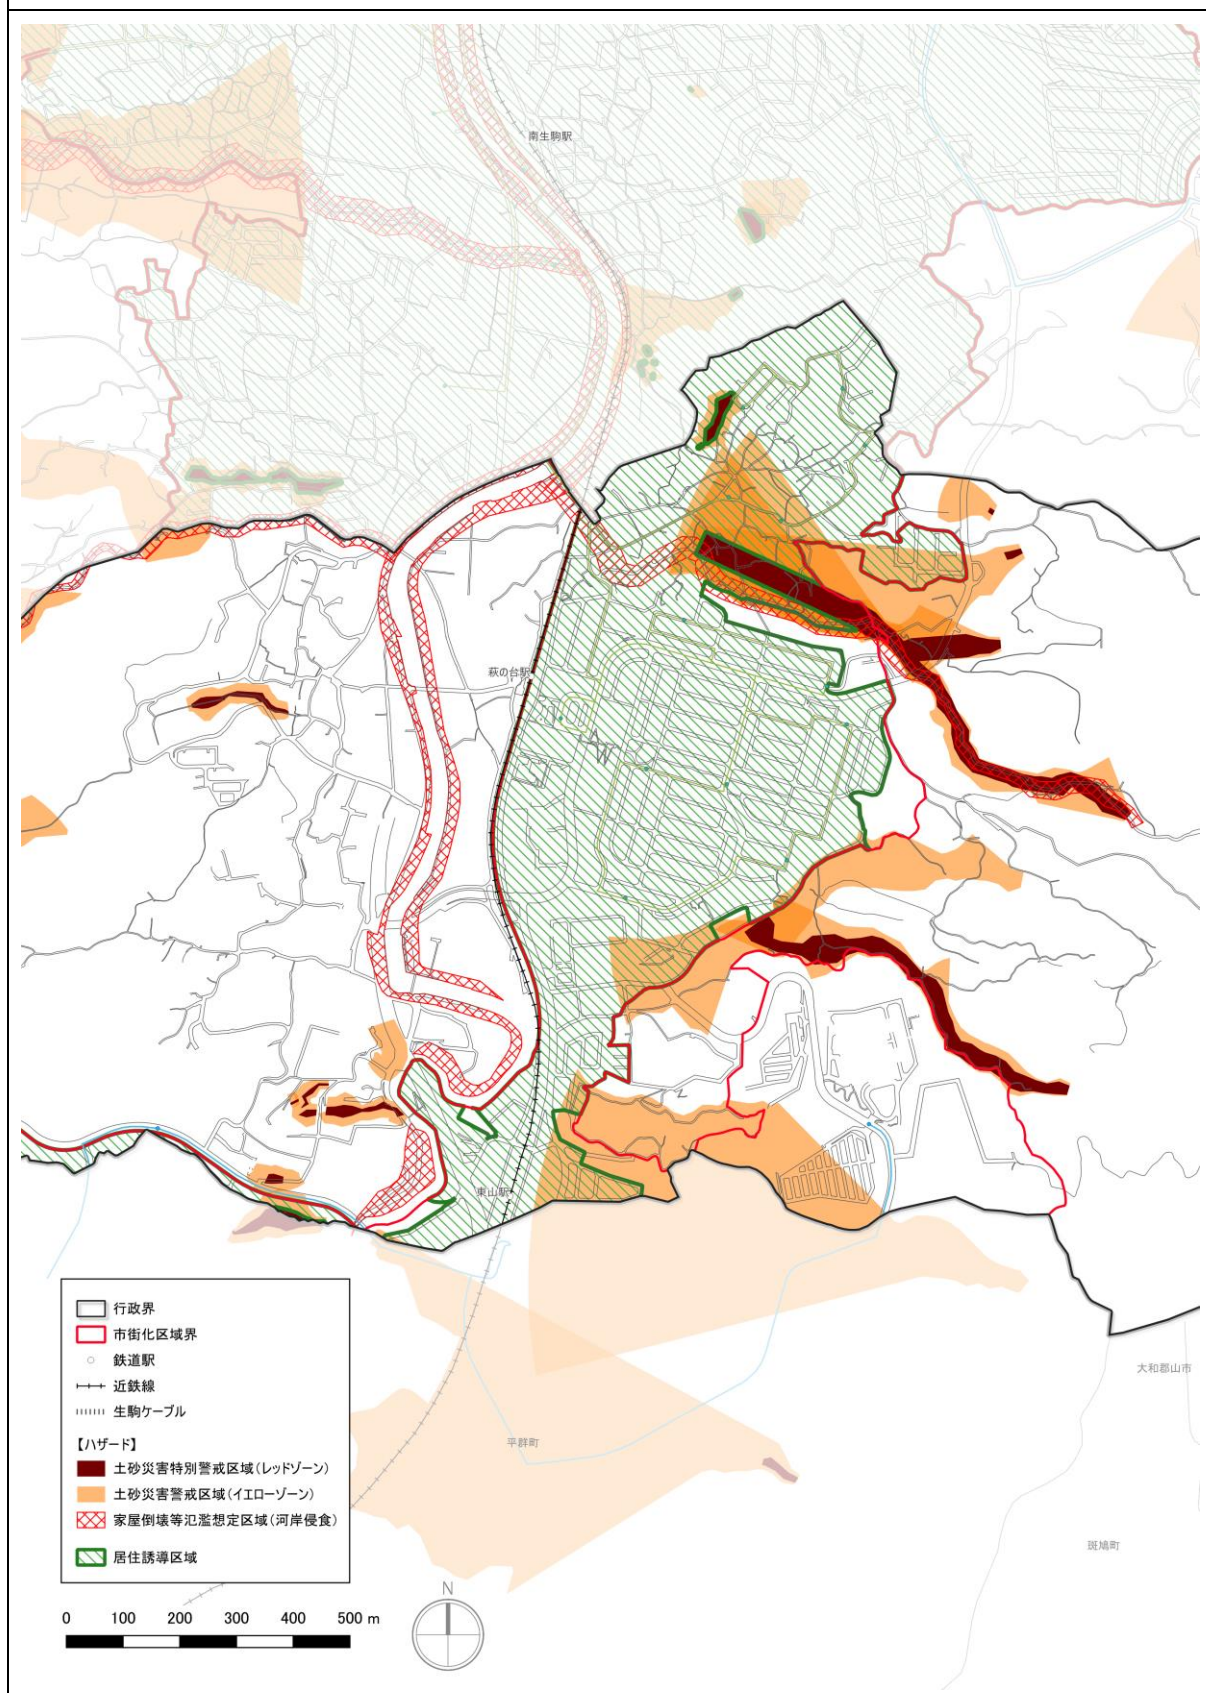 南生駒駅
萩の台駅
東山駅
行政界
市街化区域界
鉄道駅
近鉄線
生駒ケーブル
【ハザード】
土砂災害特別警戒区域(レッドゾーン)
土砂災害警戒区域(イエローゾーン)
家屋倒壊等氾濫想定区域(河岸侵食)
居住誘導区域
大和郡山市
平群町
斑鳩町
N
0 100 200 300 400 500 m